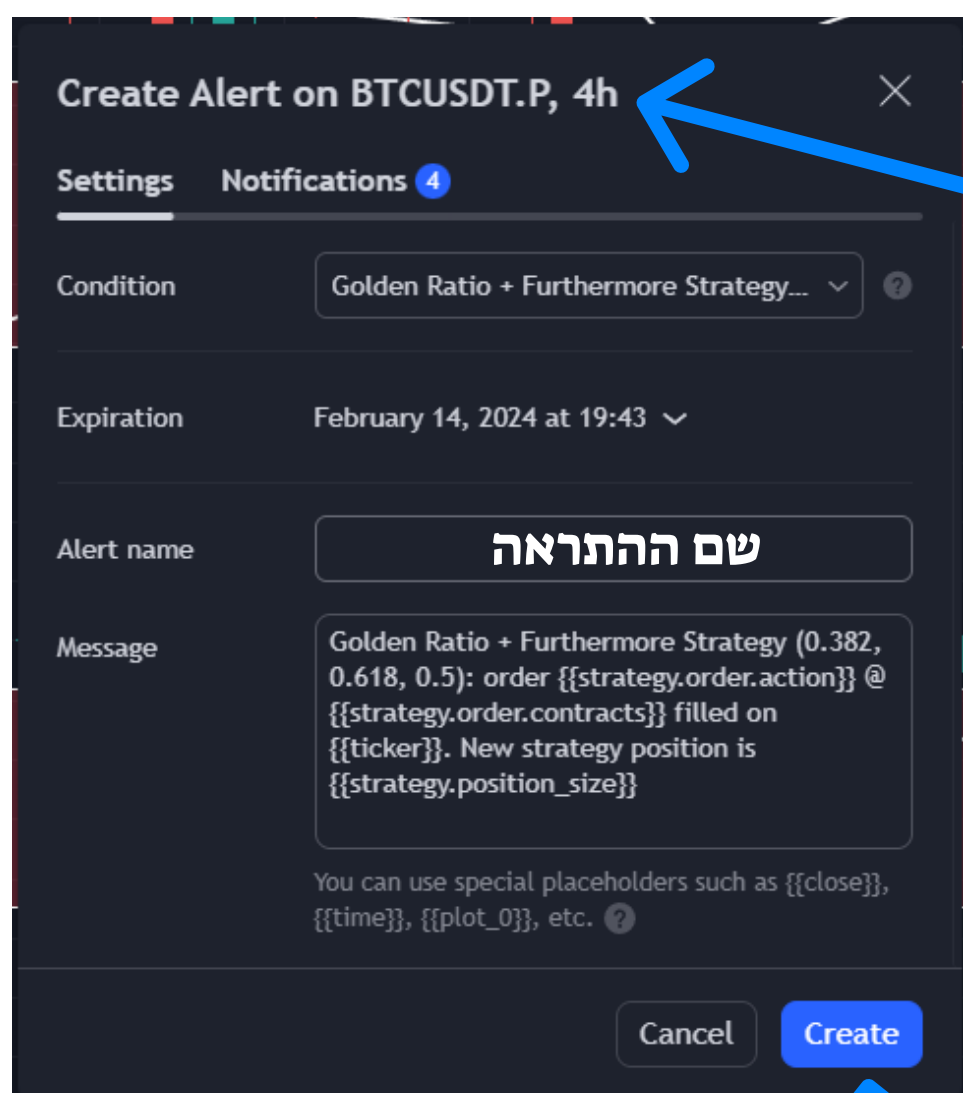 Create Alert on BTCUSDT.P, 4h
Settings Notifications 4
Condition Golden Ratio + Furthermore Strategy... ?
Expiration February 14, 2024 at 19:43
Alert name שם ההתראה
Message Golden Ratio + Furthermore Strategy (0.382,
0.618, 0.5): order {{strategy.order.action}} @
{{strategy.order.contracts}} filled on
{{ticker}}. New strategy position is
{{strategy.position_size}}
You can use special placeholders such as {{close}},
{{time}}, {{plot_0}}, etc. ?
Cancel Create